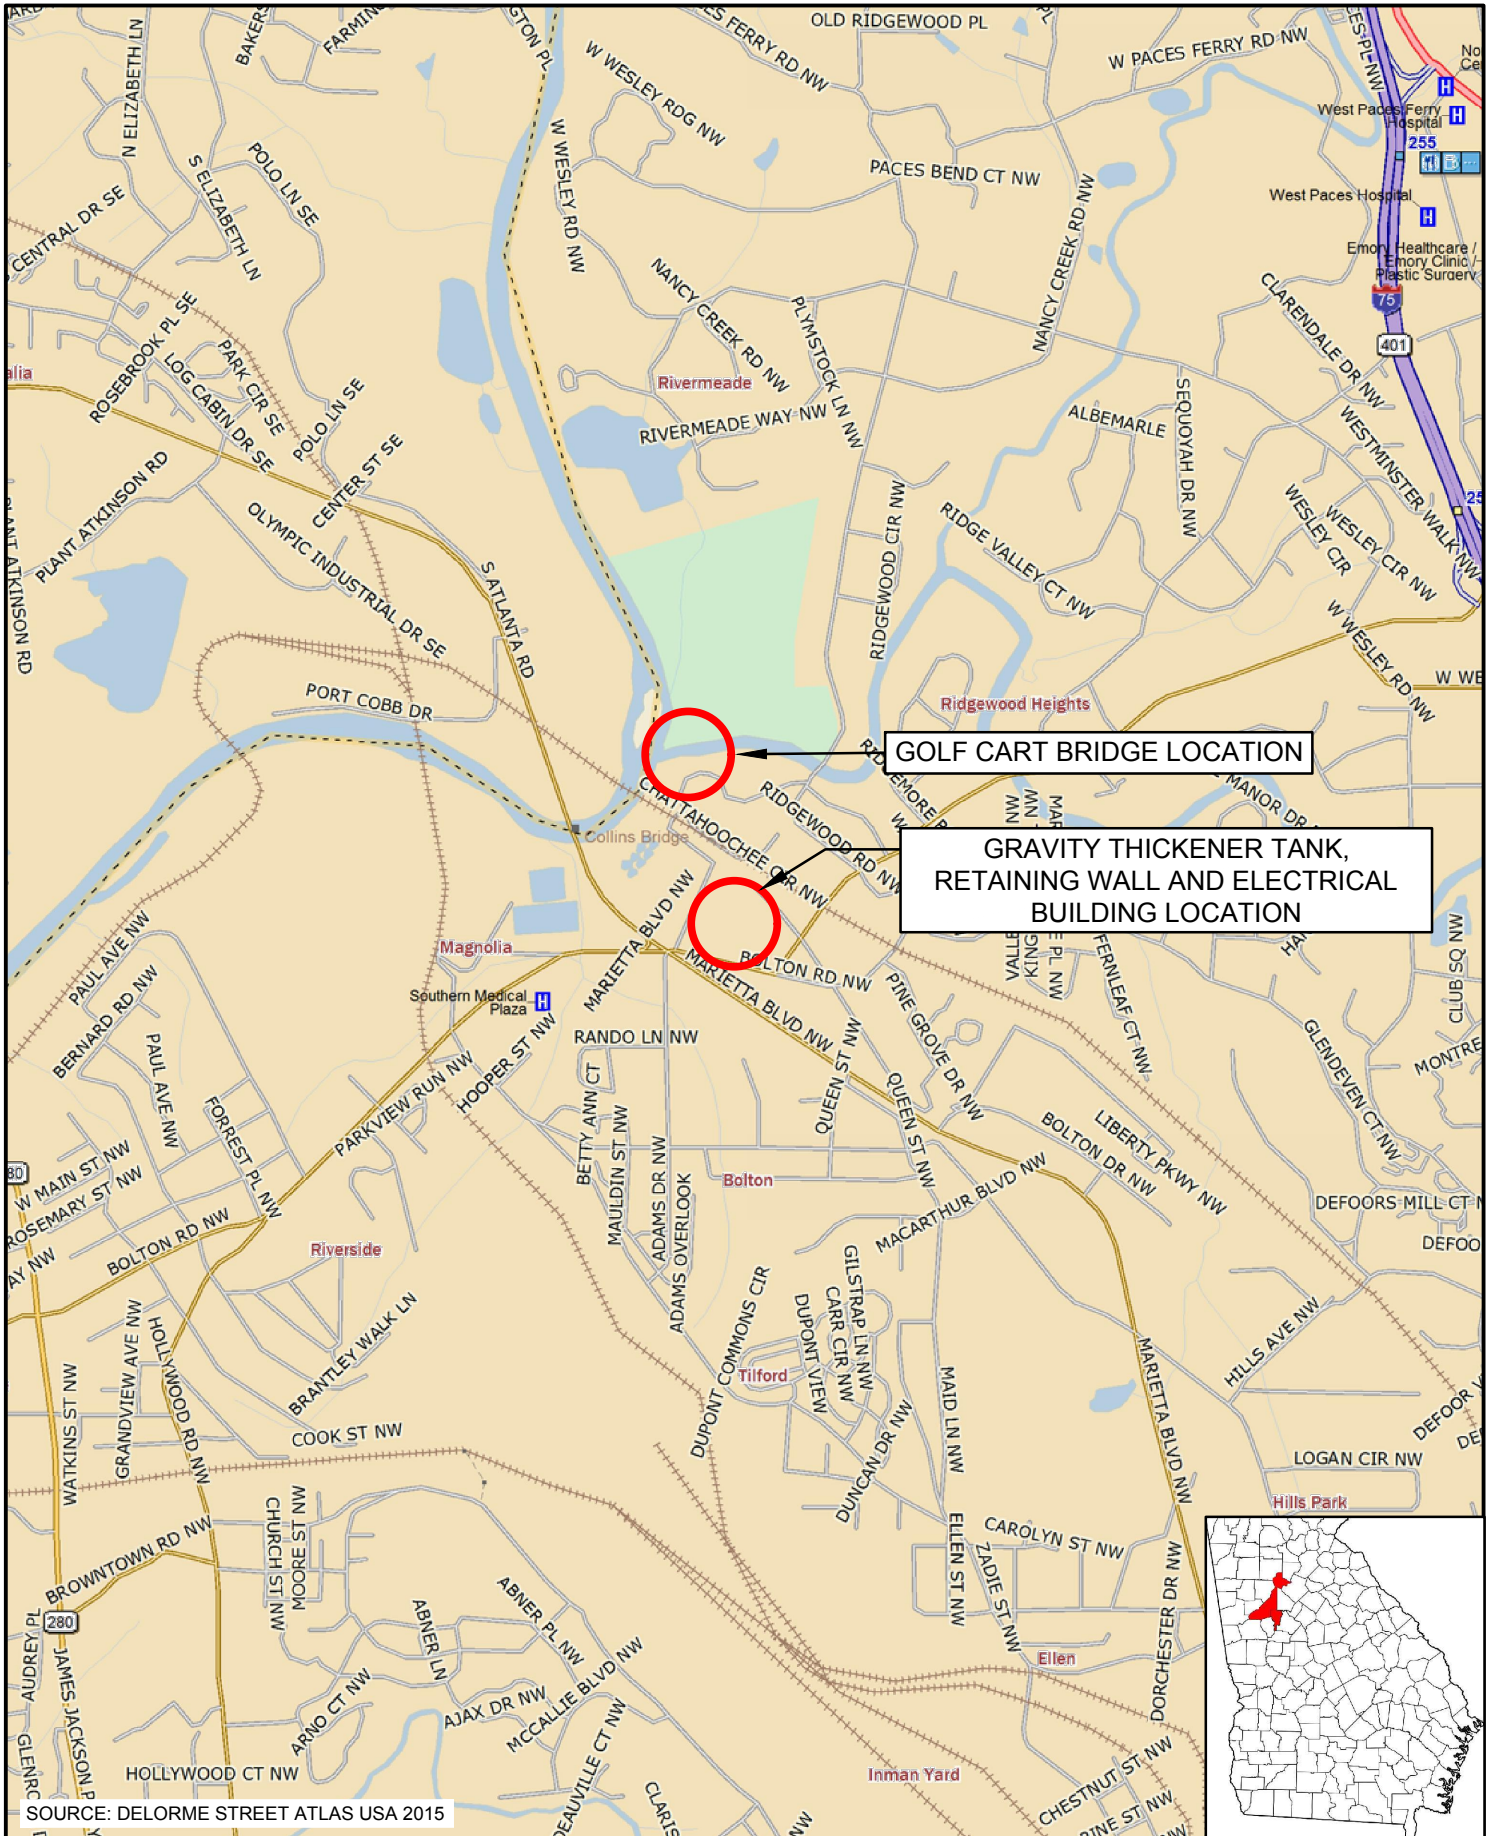 OLD RIDGEWOOD PL
W PACES FERRY RD NW
N ELIZABETH LN
W WESLEY RDG NW
West Paces Ferry
Hospital
255
S ELIZABETH LN
POLO LN SE
W WESLEY RD NW
PACES BEND CT NW
West Paces Hospital
NANCY CREEK RD NW
Emory Healthcare /
Emory Clinic /
Plastic Surgery
75
401
CENTRAL DR SE
NANCY CREEK RD NW
PLYMSTOCK LN NW
CLARENDALE DR NW
ROSEBROOK PL SE
PARK CIR SE
LOG CABIN DR SE
POLO LN SE
Rivermeade
RIVERMEADE WAY NW
ALBEMARLE
SEQUOYAH DR NW
WESTMINSTER WALK NW
CENTER ST SE
PLANT ATKINSON RD
PLANT ATKINSON RD
OLYMPIC INDUSTRIAL DR SE
S ATLANTA RD
RIDGEWOOD CIR NW
RIDGE VALLEY CT NW
WESLEY CIR
WESLEY CIR NW
W WESLEY RD NW
PORT COBB DR
Ridgewood Heights
GOLF CART BRIDGE LOCATION
CHATTAHOOCHEE CIR NW
RIDGEWOOD RD NW
MANOR DR
Collins Bridge
GRAVITY THICKENER TANK,
RETAINING WALL AND ELECTRICAL
BUILDING LOCATION
Magnolia
MARIETTA BLVD NW
BOLTON RD NW
MARIETTA BLVD NW
PAUL AVE NW
BERNARD RD NW
PAUL AVE NW
Southern Medical
Plaza
HOOPER ST NW
RANDO LN NW
PINE GROVE DR NW
FERNLEAF CT NW
CLUB SQ NW
GLENDEVEN CT NW
PARKVIEW RUN NW
FORREST PL NW
BETTY ANN CT
MAULDIN ST NW
ADAMS DR NW
ADAMS OVERLOOK
QUEEN ST NW
QUEEN ST NW
BOLTON DR NW
LIBERTY PKWY NW
W MAIN ST NW
ROSEMARY ST NW
Bolton
MACARTHUR BLVD NW
DEFOORS MILL CT N
BOLTON RD NW
Riverside
GRANDVIEW AVE NW
HOLLYWOOD RD NW
BRANTLEY WALK LN
DUPONT COMMONS CIR
DUPONT VIEW
CARR CIR NW
GILSTRAP LN NW
Tilford
DUNCAN DR NW
MAID LN NW
MARIETTA BLVD NW
HILLS AVE NW
WATKINS ST NW
COOK ST NW
LOGAN CIR NW
Hills Park
CHURCH ST NW
MOORE ST NW
BROWNTOWN RD NW
280
ELLEN ST NW
CAROLYN ST NW
ZADIE ST NW
DORCHESTER DR NW
AUDREY PL
JAMES JACKSON P
ABNER LN
ABNER PL NW
Ellen
ARNO CT NW
AJAX DR NW
MCCALLIE BLVD NW
HOLLYWOOD CT NW
Inman Yard
CHESTNUT ST NW
SOURCE: DELORME STREET ATLAS USA 2015